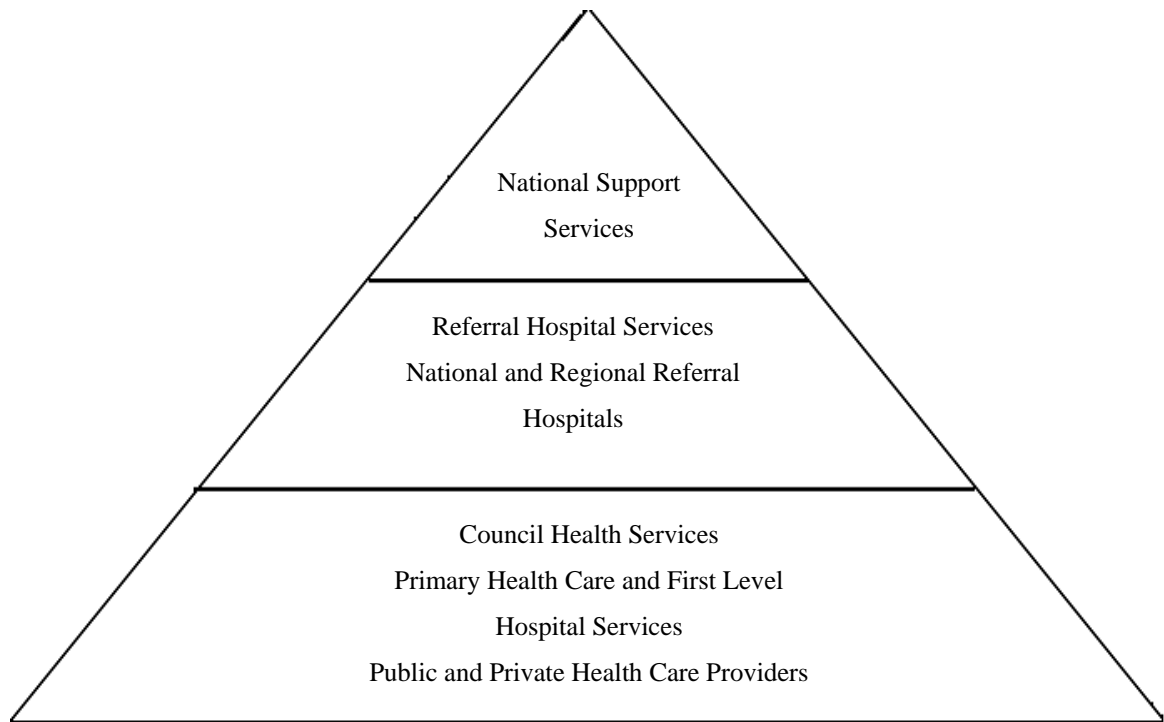 National Support
Services
Referral Hospital Services
National and Regional Referral
Hospitals
Council Health Services
Primary Health Care and First Level
Hospital Services
Public and Private Health Care Providers